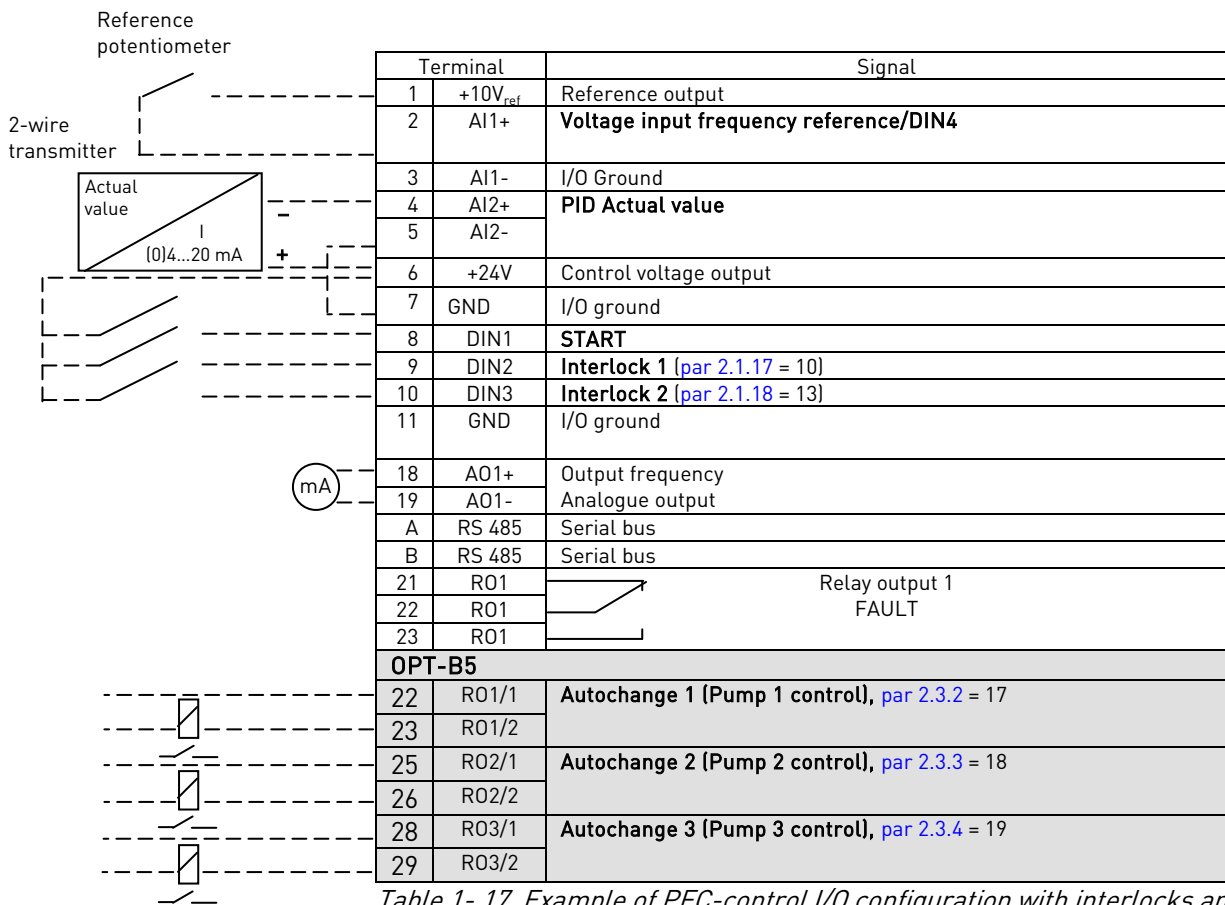 Reference
potentiometer
2-wire
transmitter
Actual
value
I
(0)4...20 mA
–
+
mA
Terminal Signal
1 +10Vref Reference output
2 AI1+ Voltage input frequency reference/DIN4
3 AI1- I/O Ground
4 AI2+ PID Actual value
5 AI2-
6 +24V Control voltage output
7 GND I/O ground
8 DIN1 START
9 DIN2 Interlock 1 (par 2.1.17 = 10)
10 DIN3 Interlock 2 (par 2.1.18 = 13)
11 GND I/O ground
18 AO1+ Output frequency
19 AO1- Analogue output
A RS 485 Serial bus
B RS 485 Serial bus
21 RO1 Relay output 1
22 RO1 FAULT
23 RO1
OPT-B5
22 RO1/1 Autochange 1 (Pump 1 control), par 2.3.2 = 17
23 RO1/2
25 RO2/1 Autochange 2 (Pump 2 control), par 2.3.3 = 18
26 RO2/2
28 RO3/1 Autochange 3 (Pump 3 control), par 2.3.4 = 19
29 RO3/2
Table 1- 17. Example of PFC-control I/O configuration with interlocks